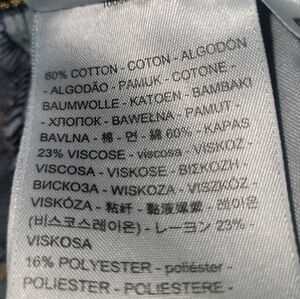 60% COTTON - COTON - ALGODÓN
- ALGODÃO - PAMUK - COTONE -
BAUMWOLLE - KATOEN - BAMBAKI
- ХЛОПОК - BAWEŁNA - PAMUT -
BAVLNA - 棉 - 면 - 綿 60% - KAPAS
23% VISCOSE - viscosa - VISKOZ -
VISCOSA - VISKOSE - ΒΙΣΚΟΖΗ -
ВИСКОЗА - WISKOZA - VISZKÓZ -
VISKÓZA - 粘纤 - 黏液嫘縈 - 레이온
(비스코스레이온) - レーヨン 23% -
VISKOSA
16% POLYESTER - poliéster -
POLIESTER - POLIESTERE -